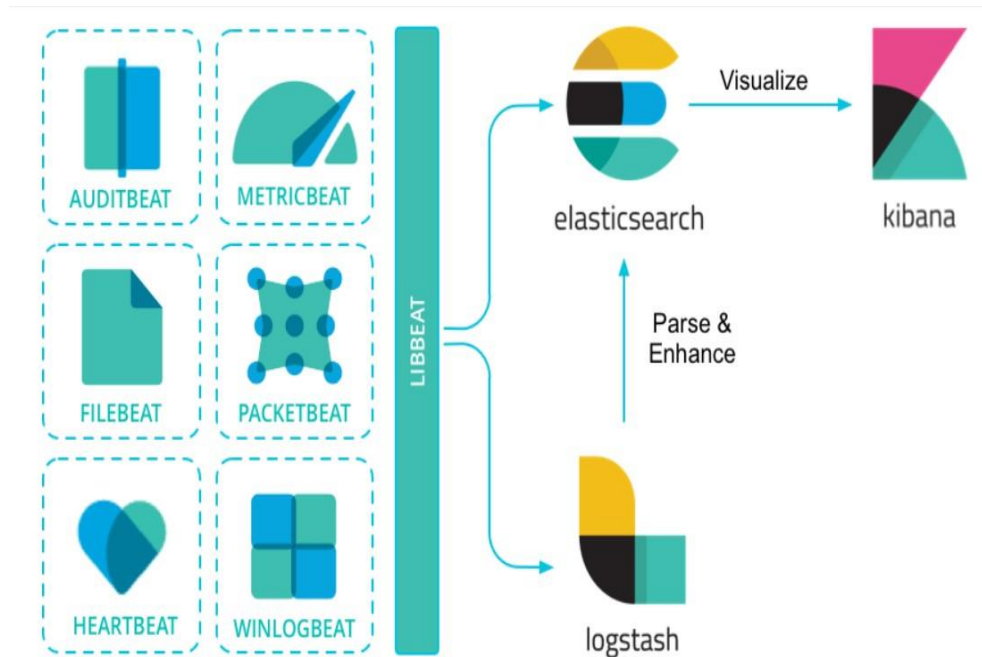 AUDITBEAT
METRICBEAT
FILEBEAT
PACKETBEAT
HEARTBEAT
WINLOGBEAT
LIBBEAT
elasticsearch
Visualize
kibana
Parse &
Enhance
logstash